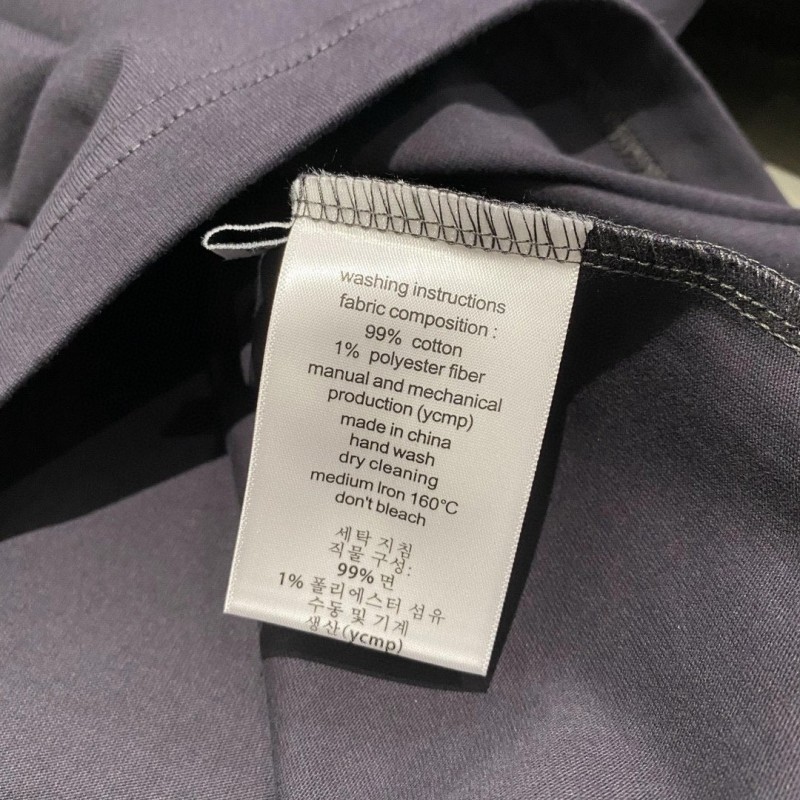 washing instructions
fabric composition :
99% cotton
1% polyester fiber
manual and mechanical
production (ycmp)
made in china
hand wash
dry cleaning
medium Iron 160℃
don't bleach
세탁 지침
직물 구성:
99% 면
1% 폴리에스터 섬유
수동 및 기계
생산(ycmp)